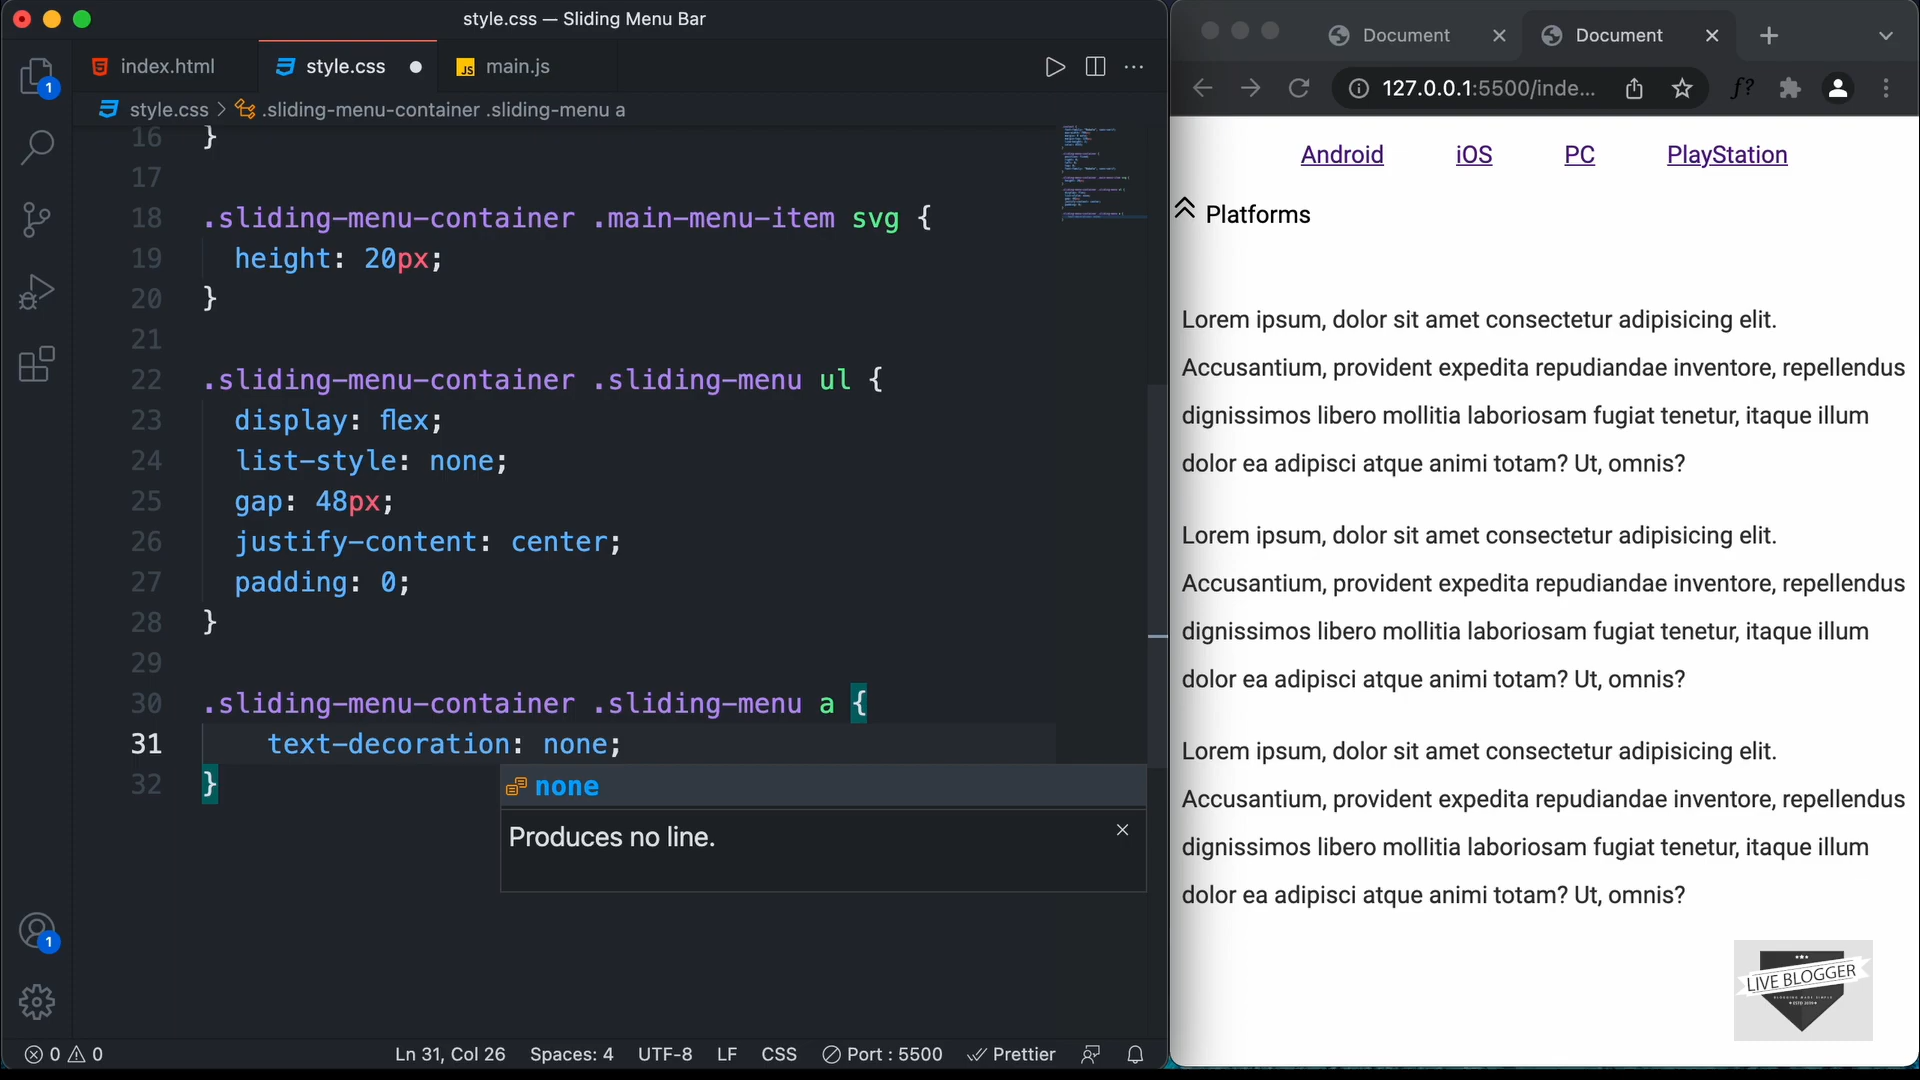 style.css — Sliding Menu Bar
index.html
style.css
JS main.js
style.css > .sliding-menu-container .sliding-menu a
16 }
17
18 .sliding-menu-container .main-menu-item svg {
19 height: 20px;
20 }
21
22 .sliding-menu-container .sliding-menu ul {
23 display: flex;
24 list-style: none;
25 gap: 48px;
26 justify-content: center;
27 padding: 0;
28 }
29
30 .sliding-menu-container .sliding-menu a {
31 text-decoration: none;
32 }
none
Produces no line.
1
1
0 0
Ln 31, Col 26
Spaces: 4
UTF-8
LF
CSS
Port : 5500
Prettier
Document
Document
127.0.0.1:5500/inde...
f?
Android iOS PC PlayStation
Platforms
Lorem ipsum, dolor sit amet consectetur adipisicing elit.
Accusantium, provident expedita repudiandae inventore, repellendus
dignissimos libero mollitia laboriosam fugiat tenetur, itaque illum
dolor ea adipisci atque animi totam? Ut, omnis?
Lorem ipsum, dolor sit amet consectetur adipisicing elit.
Accusantium, provident expedita repudiandae inventore, repellendus
dignissimos libero mollitia laboriosam fugiat tenetur, itaque illum
dolor ea adipisci atque animi totam? Ut, omnis?
Lorem ipsum, dolor sit amet consectetur adipisicing elit.
Accusantium, provident expedita repudiandae inventore, repellendus
dignissimos libero mollitia laboriosam fugiat tenetur, itaque illum
dolor ea adipisci atque animi totam? Ut, omnis?
LIVE BLOGGER